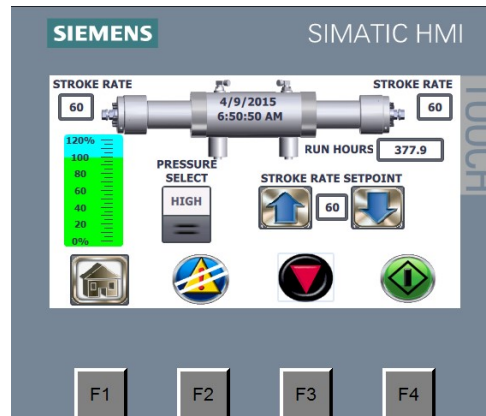 SIEMENS
SIMATIC HMI
TOUCH
STROKE RATE
60
4/9/2015
6:50:50 AM
STROKE RATE
60
RUN HOURS
377.9
120%
100
80
60
40
20
0%
PRESSURE
SELECT
HIGH
STROKE RATE SETPOINT
60
F1
F2
F3
F4